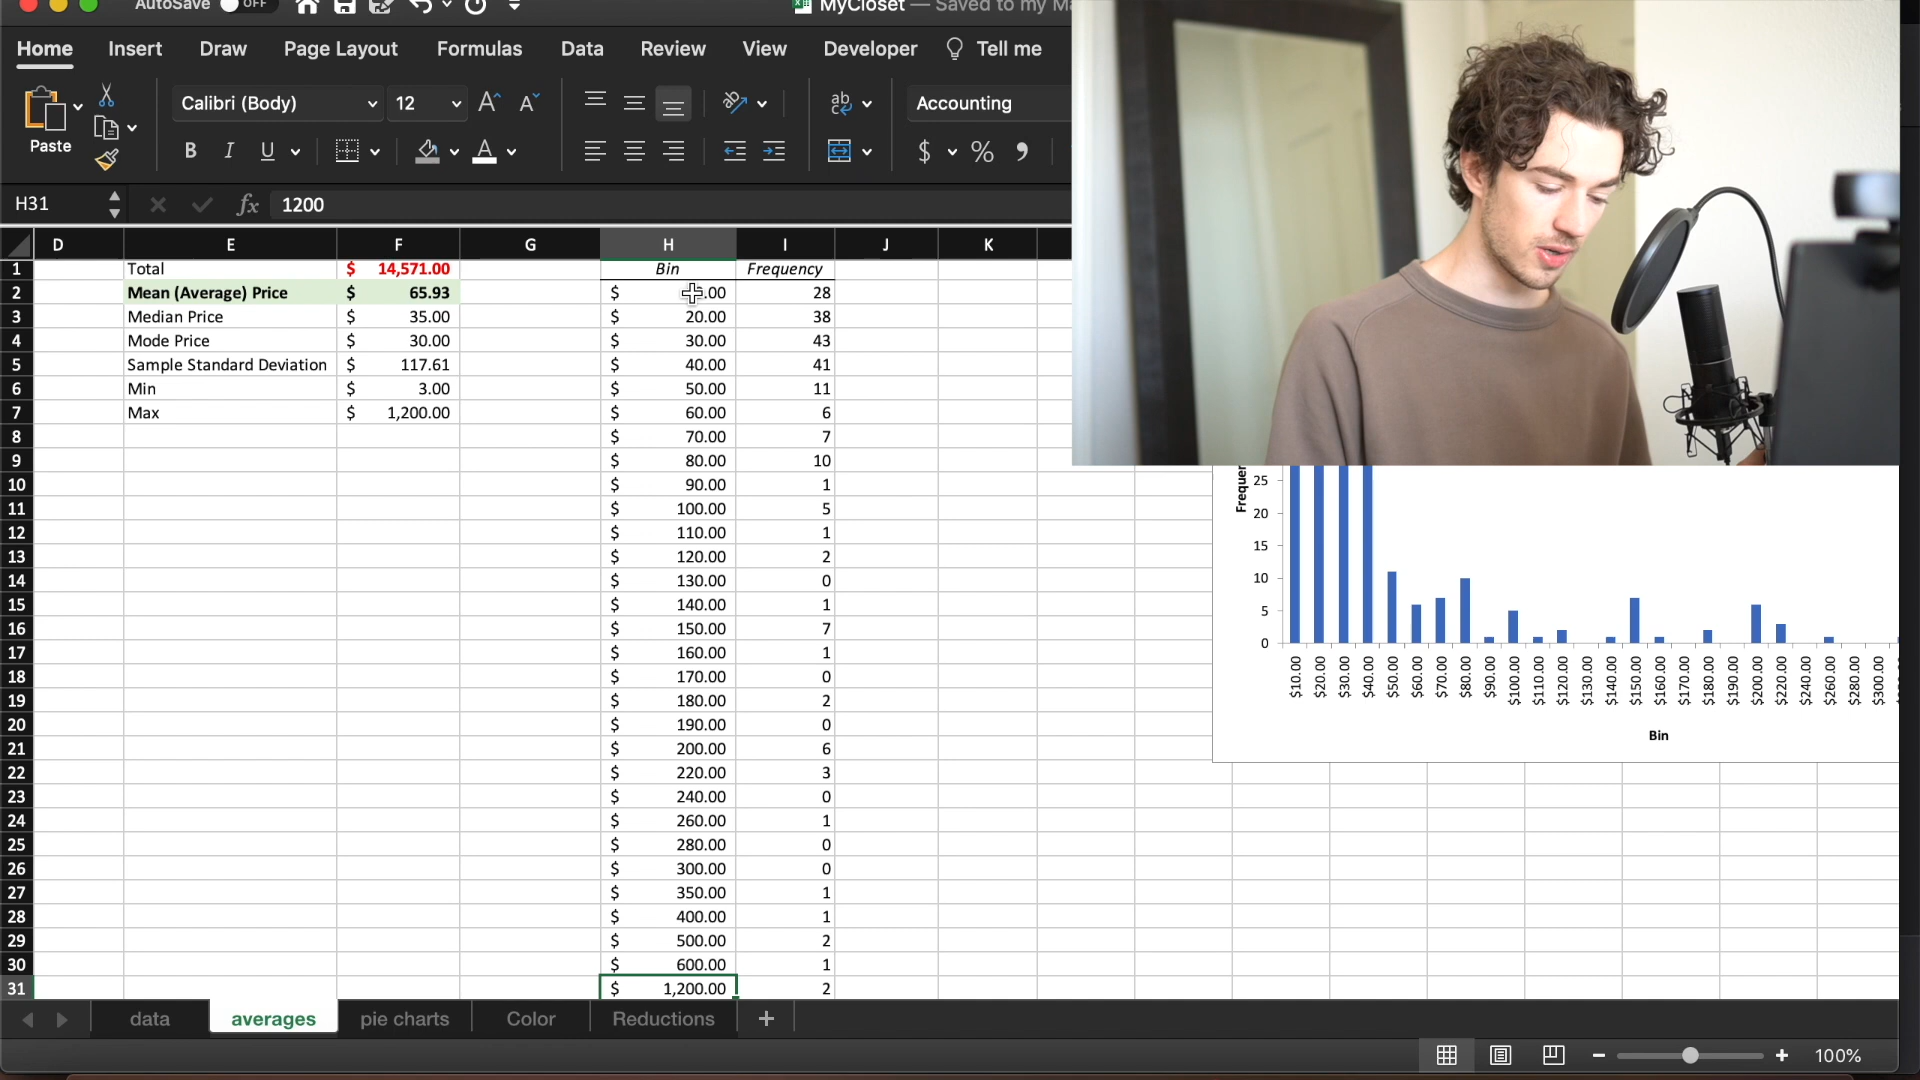 AutoSave OFF
MyCloset — Saved to my
Home Insert Draw Page Layout Formulas Data Review View Developer Tell me
Calibri (Body) 12 Accounting
Paste
B I U $ % 9
H31 fx 1200
D E F G H I J K
1 Total $ 14,571.00 Bin Frequency
2 Mean (Average) Price $ 65.93 $ .00 28
3 Median Price $ 35.00 $ 20.00 38
4 Mode Price $ 30.00 $ 30.00 43
5 Sample Standard Deviation $ 117.61 $ 40.00 41
6 Min $ 3.00 $ 50.00 11
7 Max $ 1,200.00 $ 60.00 6
8 $ 70.00 7
9 $ 80.00 10
10 $ 90.00 1
11 $ 100.00 5
12 $ 110.00 1
13 $ 120.00 2
14 $ 130.00 0
15 $ 140.00 1
16 $ 150.00 7
17 $ 160.00 1
18 $ 170.00 0
19 $ 180.00 2
20 $ 190.00 0
21 $ 200.00 6
22 $ 220.00 3
23 $ 240.00 0
24 $ 260.00 1
25 $ 280.00 0
26 $ 300.00 0
27 $ 350.00 1
28 $ 400.00 1
29 $ 500.00 2
30 $ 600.00 1
31 $ 1,200.00 2
25
20
15
10
5
0
$10.00 $20.00 $30.00 $40.00 $50.00 $60.00 $70.00 $80.00 $90.00 $100.00 $110.00 $120.00 $130.00 $140.00 $150.00 $160.00 $170.00 $180.00 $190.00 $200.00 $220.00 $240.00 $260.00 $280.00 $300.00
Bin
data averages pie charts Color Reductions +
100%